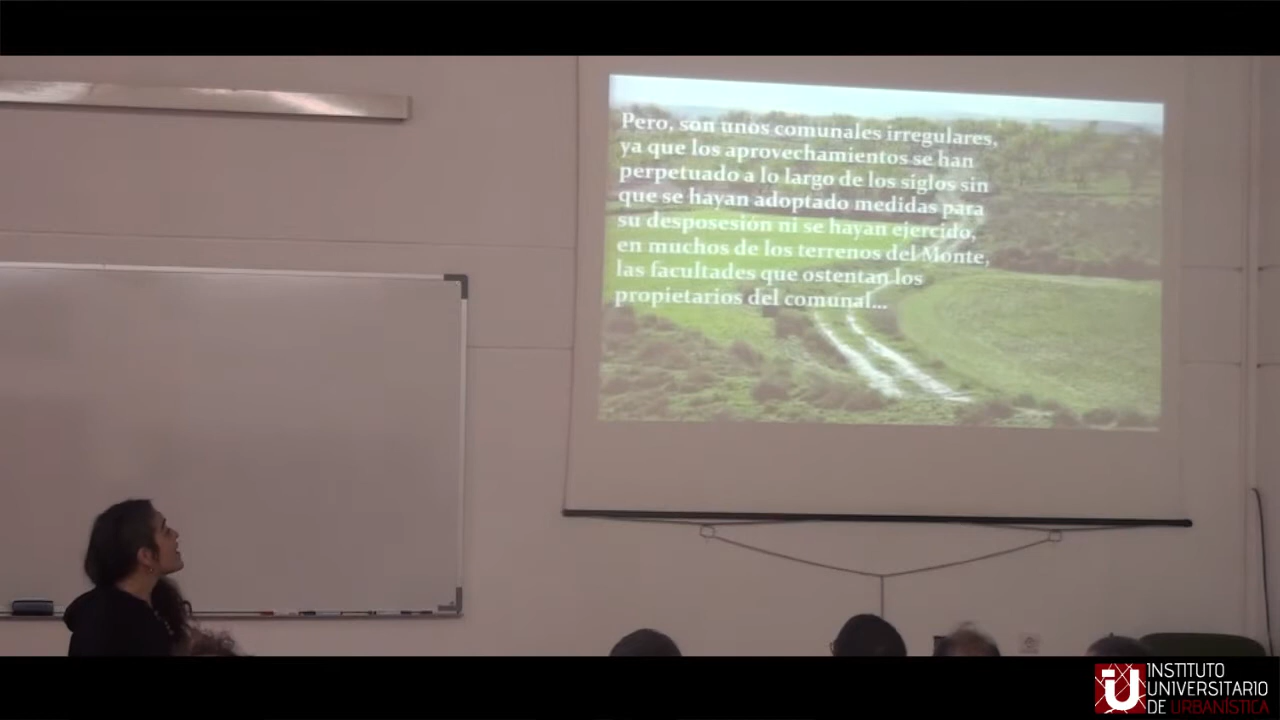 Pero, son unos comunales irregulares,
ya que los aprovechamientos se han
perpetuado a lo largo de los siglos sin
que se hayan adoptado medidas para
su desposesión ni se hayan ejercido,
en muchos de los terrenos del Monte,
las facultades que ostentan los
propietarios del comunal...
iU
INSTITUTO
UNIVERSITARIO
DE URBANÍSTICA